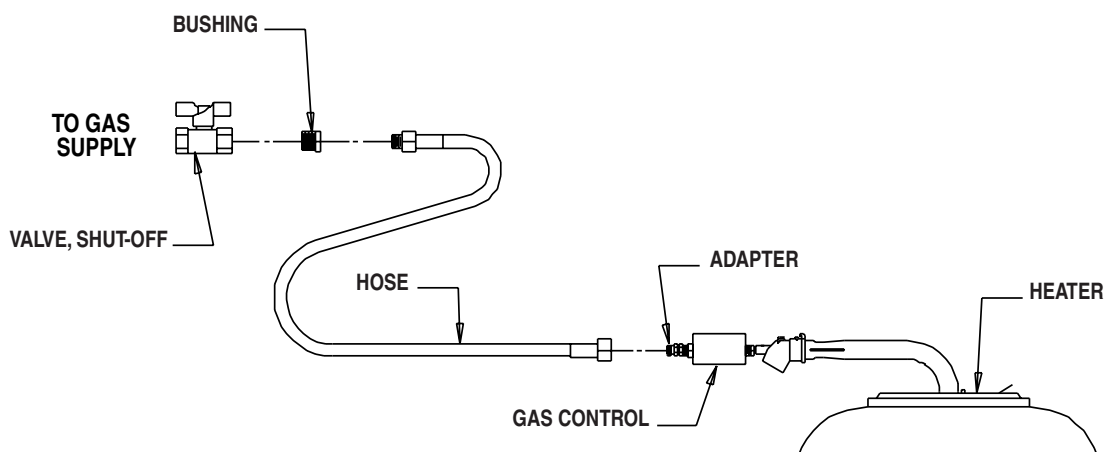 BUSHING
TO GAS
SUPPLY
VALVE, SHUT-OFF
HOSE
ADAPTER
HEATER
GAS CONTROL